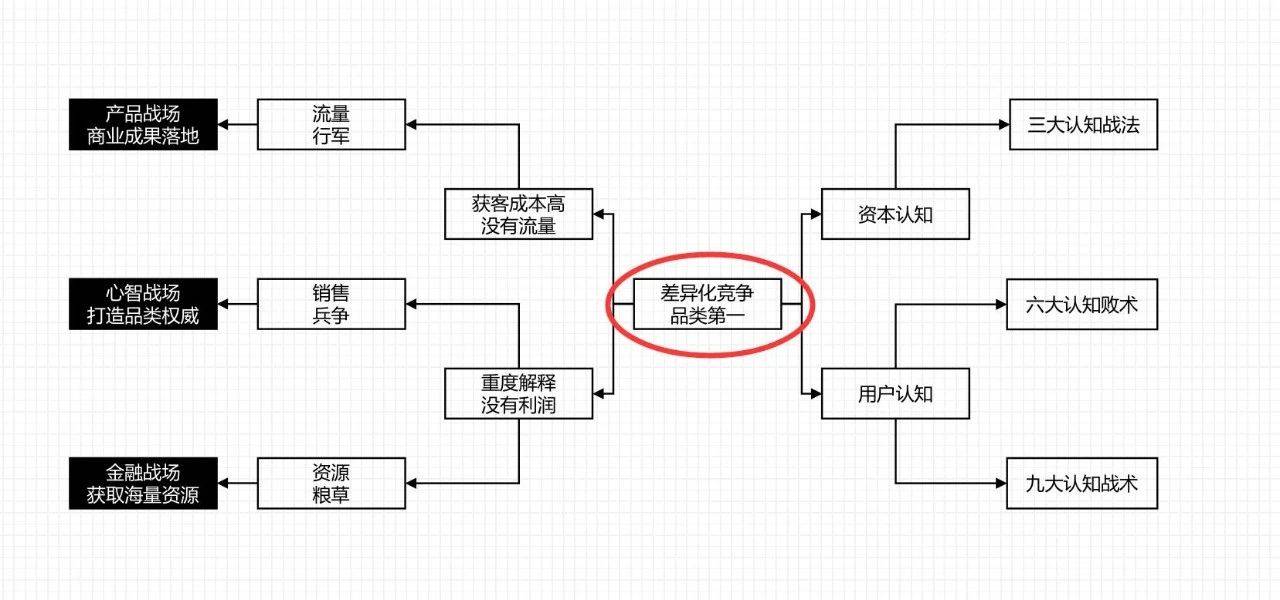 产品战场
商业成果落地
流量
行军
三大认知战法
获客成本高
没有流量
资本认知
心智战场
打造品类权威
销售
兵争
差异化竞争
品类第一
六大认知败术
重度解释
没有利润
用户认知
金融战场
获取海量资源
资源
粮草
九大认知战术